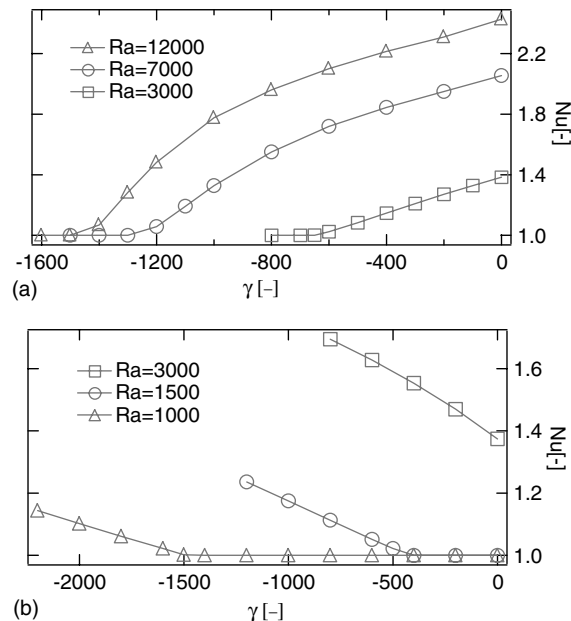 Ra=12000
Ra=7000
Ra=3000
2.2
1.8
1.4
1.0
Nu[-]
-1600
-1200
-800
-400
0
(a)
γ [–]
Ra=3000
Ra=1500
Ra=1000
1.6
1.4
1.2
1.0
Nu[-]
-2000
-1500
-1000
-500
0
(b)
γ [–]